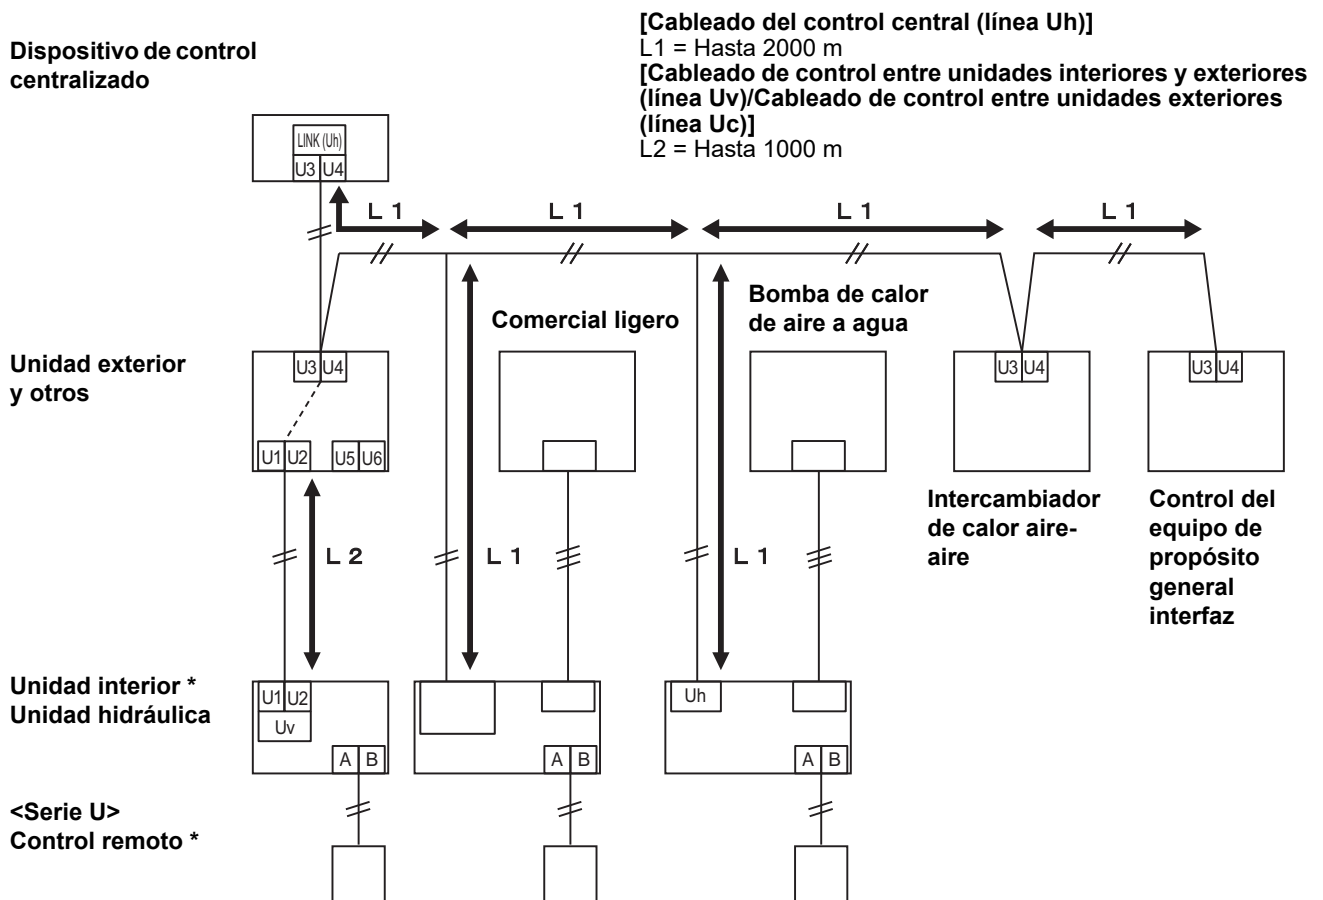 [Cableado del control central (línea Uh)]
L1 = Hasta 2000 m
[Cableado de control entre unidades interiores y exteriores
(línea Uv)/Cableado de control entre unidades exteriores
(línea Uc)]
L2 = Hasta 1000 m
Dispositivo de control
centralizado
LINK (Uh)
U3 U4
L 1
L 1
L 1
L 1
Comercial ligero
Bomba de calor
de aire a agua
Unidad exterior
y otros
U3 U4
U3 U4
U3 U4
U1 U2
U5 U6
Intercambiador
de calor aire-
aire
Control del
equipo de
propósito
general
interfaz
L 2
L 1
L 1
Unidad interior *
Unidad hidráulica
U1 U2
Uv
Uh
A B
A B
A B
<Serie U>
Control remoto *